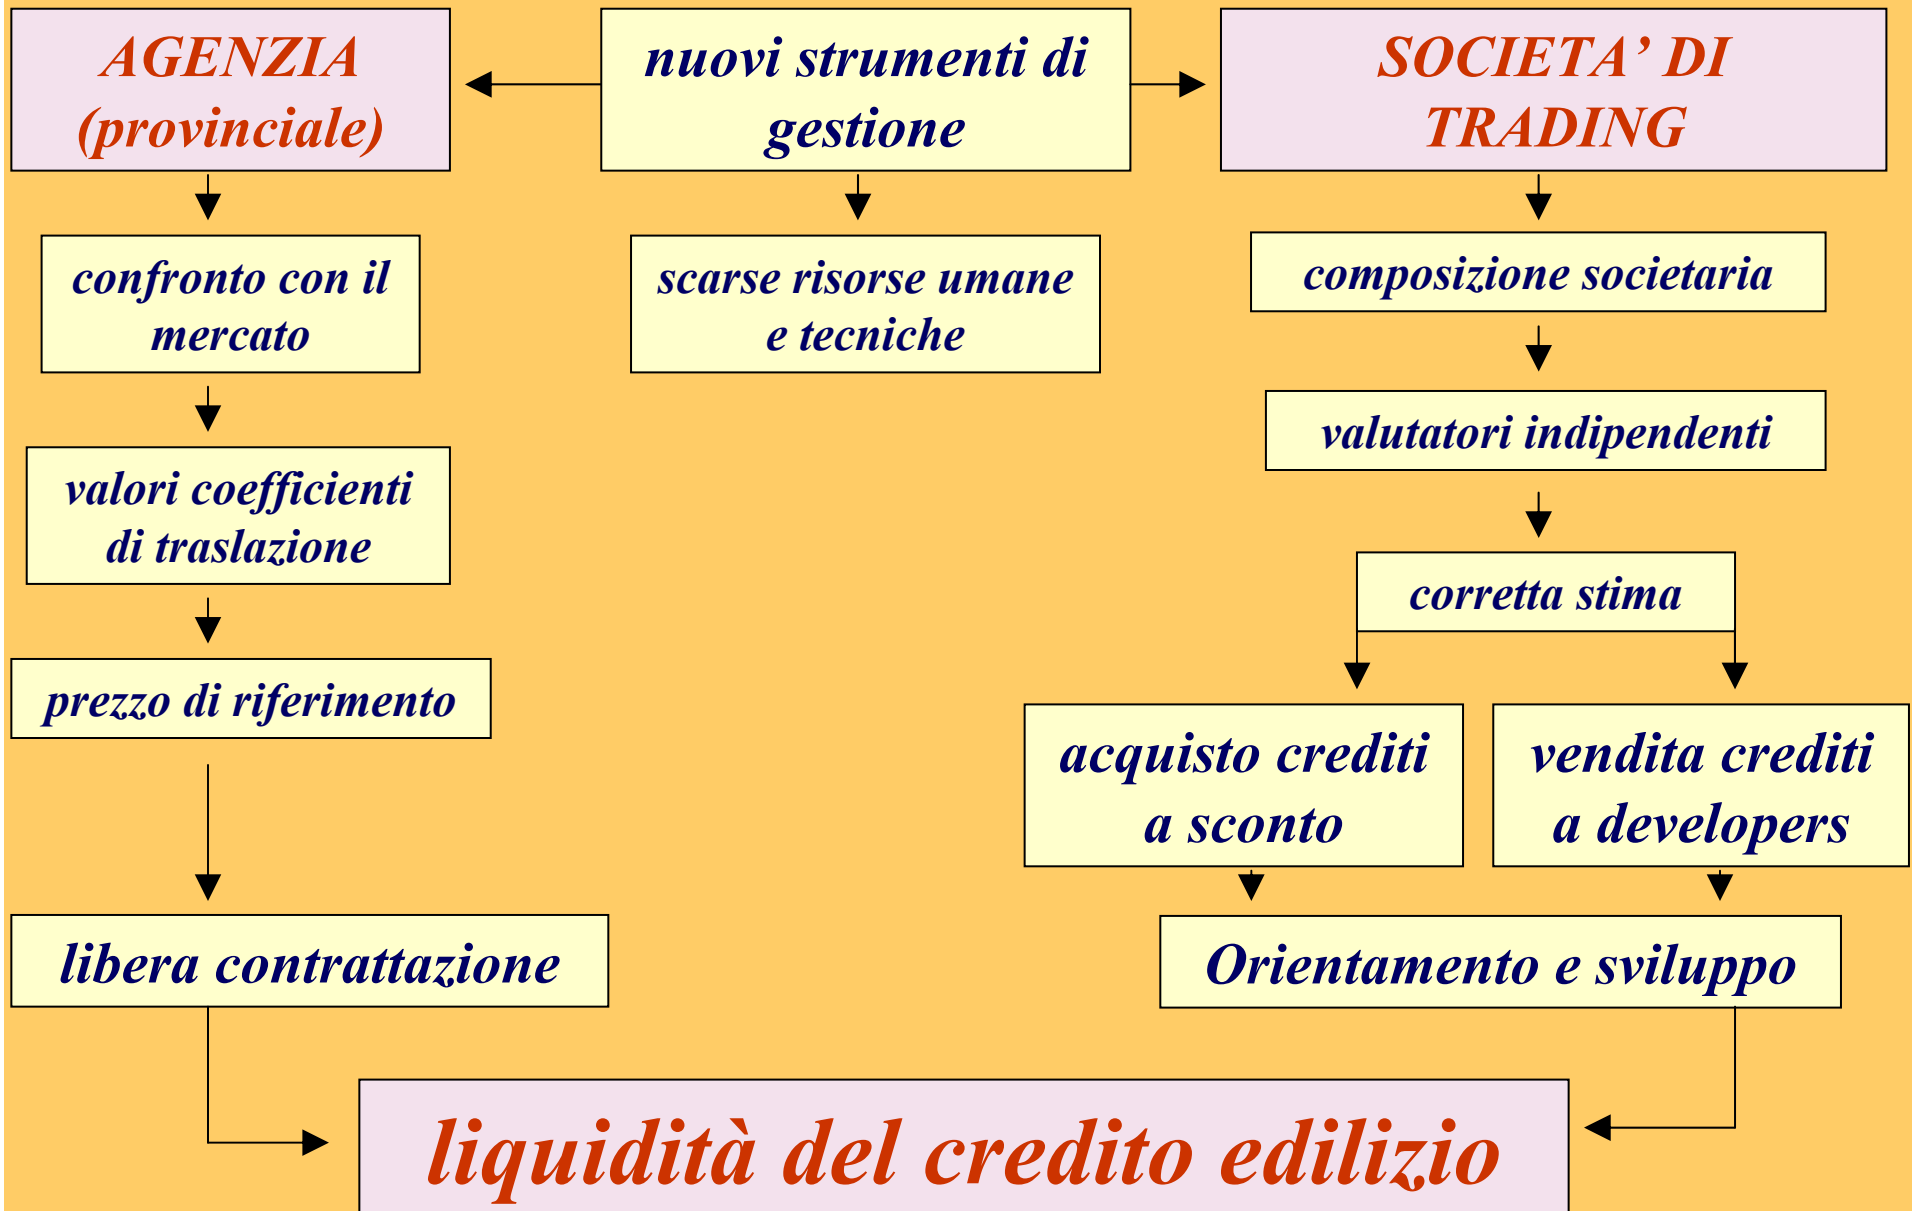 AGENZIA
(provinciale)
nuovi strumenti di
gestione
SOCIETA’ DI
TRADING
confronto con il
mercato
scarse risorse umane
e tecniche
composizione societaria
valutatori indipendenti
valori coefficienti
di traslazione
corretta stima
prezzo di riferimento
acquisto crediti
a sconto
vendita crediti
a developers
libera contrattazione
Orientamento e sviluppo
liquidità del credito edilizio